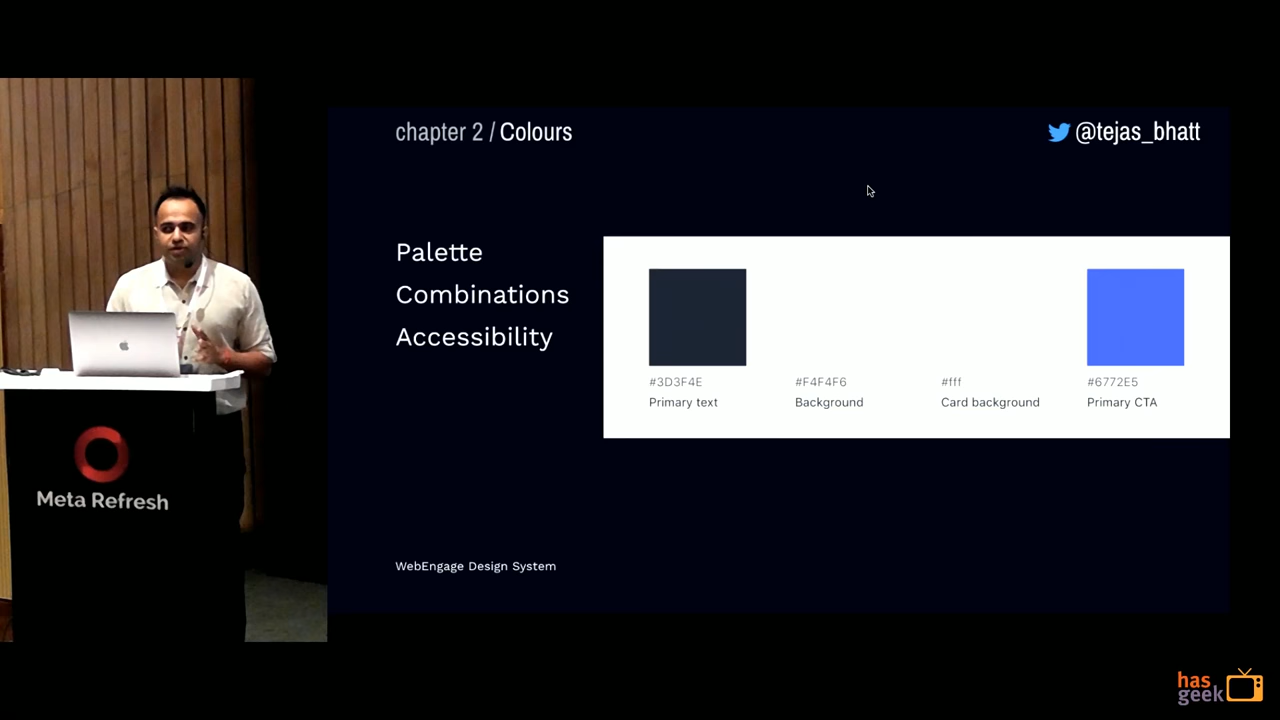 chapter 2 / Colours
@tejas_bhatt
Palette
Combinations
Accessibility
#3D3F4E
Primary text
#F4F4F6
Background
#fff
Card background
#6772E5
Primary CTA
WebEngage Design System
Meta Refresh
has
geek